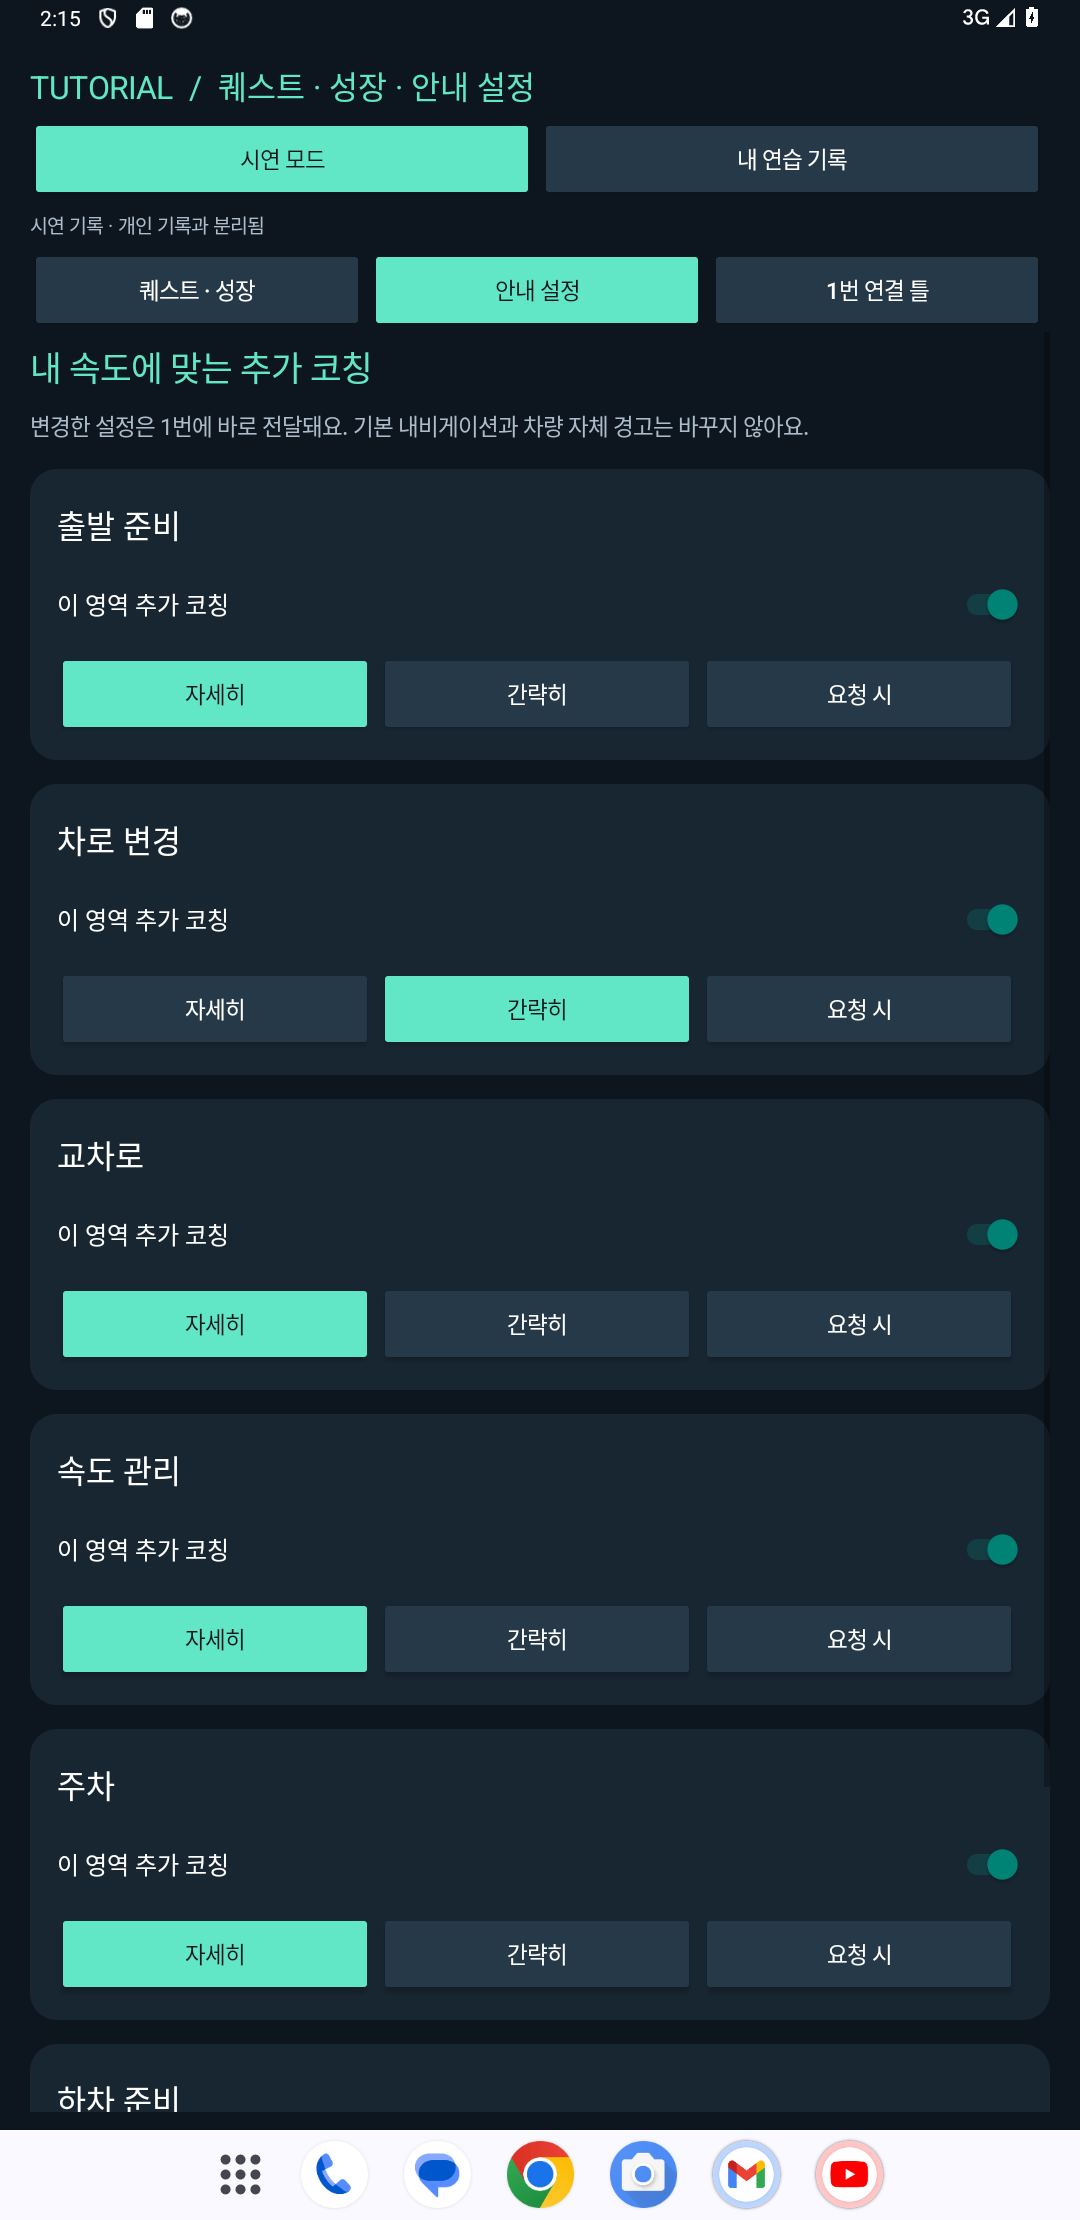 2:15
3G
TUTORIAL / 퀘스트 · 성장 · 안내 설정
시연 모드
내 연습 기록
시연 기록 · 개인 기록과 분리됨
퀘스트 · 성장
안내 설정
1번 연결 틀
내 속도에 맞는 추가 코칭
변경한 설정은 1번에 바로 전달돼요. 기본 내비게이션과 차량 자체 경고는 바꾸지 않아요.
출발 준비
이 영역 추가 코칭
자세히
간략히
요청 시
차로 변경
이 영역 추가 코칭
자세히
간략히
요청 시
교차로
이 영역 추가 코칭
자세히
간략히
요청 시
속도 관리
이 영역 추가 코칭
자세히
간략히
요청 시
주차
이 영역 추가 코칭
자세히
간략히
요청 시
하차 준비